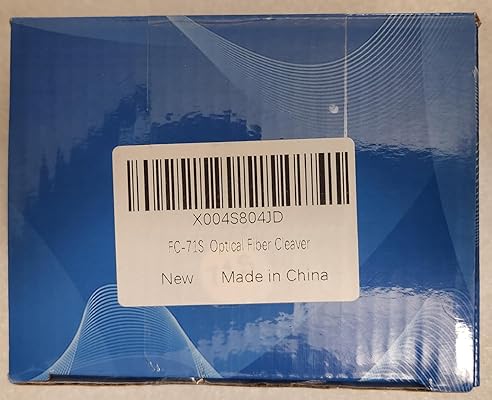 X004S804JD
FC-71S Optical Fiber Cleaver
New Made in China